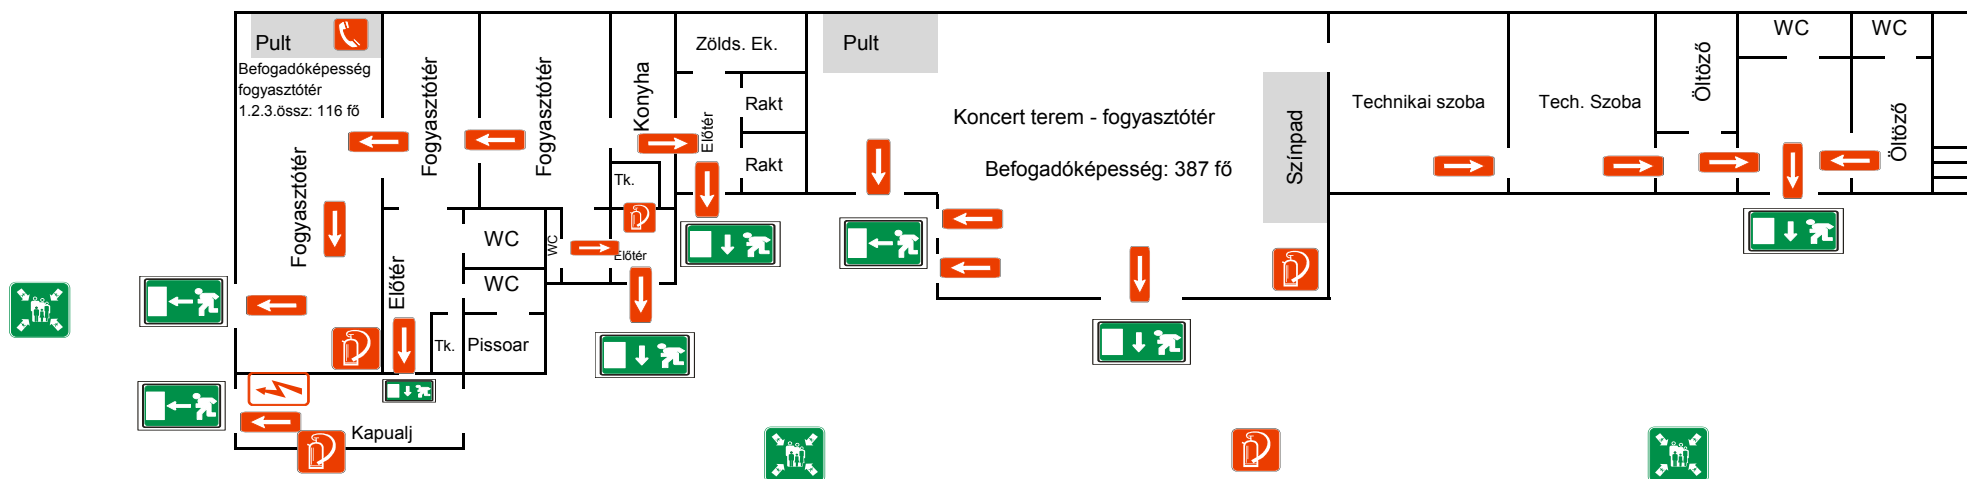 Pult
Befogadóképesség
fogyasztótér
1.2.3.össz: 116 fő
Fogyasztótér
Fogyasztótér
Fogyasztótér
Konyha
Tk.
Zölds. Ek.
Előtér
Rakt
Rakt
Pult
Koncert terem - fogyasztótér
Befogadóképesség: 387 fő
Színpad
Technikai szoba
Tech. Szoba
Öltöző
WC
WC
Öltöző
Előtér
WC
WC
WC
Előtér
Tk.
Pissoar
Kapualj